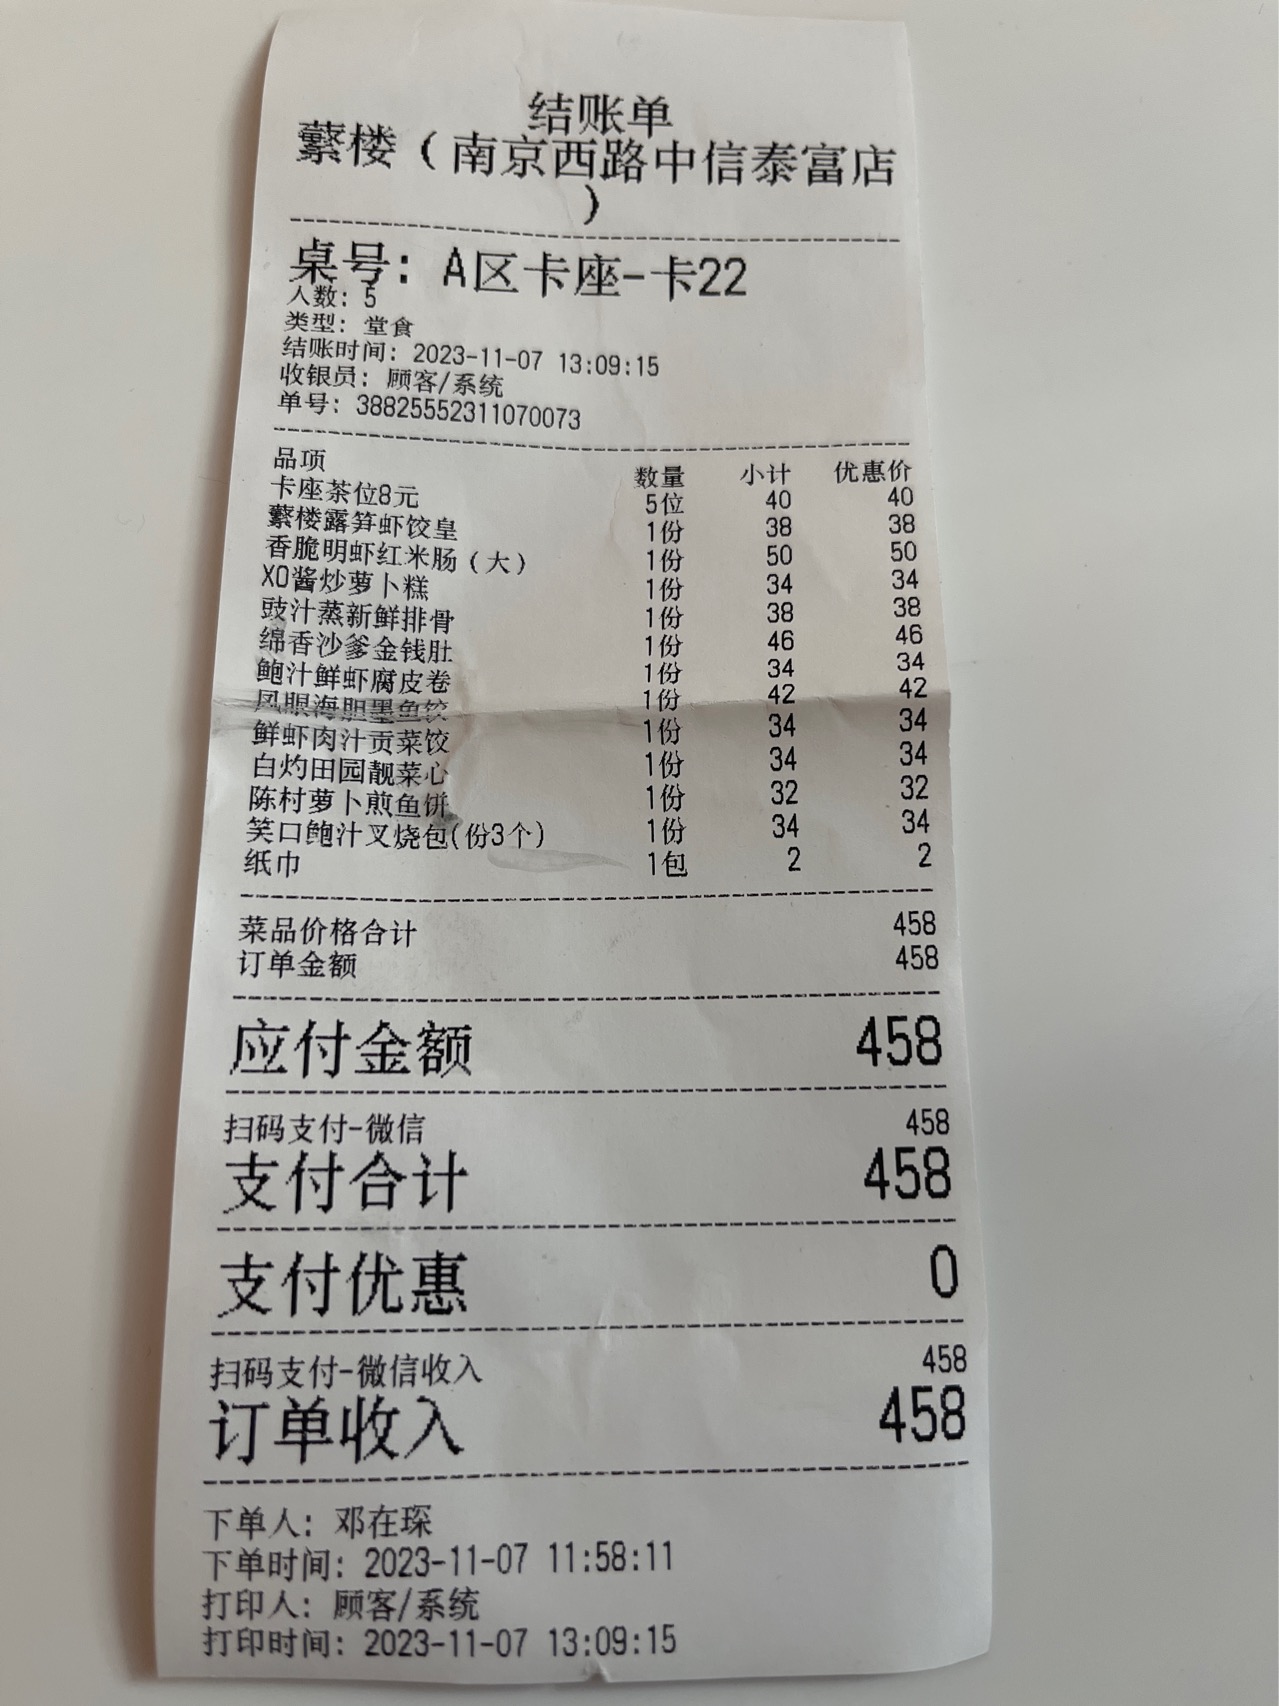 结账单
蘩楼（南京西路中信泰富店
）
桌号：A区卡座-卡22
人数：5
类型：堂食
结账时间：2023-11-07 13:09:15
收银员：顾客/系统
单号：38825552311070073
品项 数量 小计 优惠价
卡座茶位8元 5位 40 40
蘩楼露笋虾饺皇 1份 38 38
香脆明虾红米肠（大） 1份 50 50
XO酱炒萝卜糕 1份 34 34
豉汁蒸新鲜排骨 1份 38 38
绵香沙爹金钱肚 1份 46 46
鲍汁鲜虾腐皮卷 1份 34 34
凤眼海胆墨鱼饺 1份 42 42
鲜虾肉汁贡菜饺 1份 34 34
白灼田园靓菜心 1份 34 34
陈村萝卜煎鱼饼 1份 32 32
笑口鲍汁叉烧包(份3个) 1份 34 34
纸巾 1包 2 2
菜品价格合计 458
订单金额 458
应付金额 458
扫码支付-微信 458
支付合计 458
支付优惠 0
扫码支付-微信收入 458
订单收入 458
下单人：邓在琛
下单时间：2023-11-07 11:58:11
打印人：顾客/系统
打印时间：2023-11-07 13:09:15